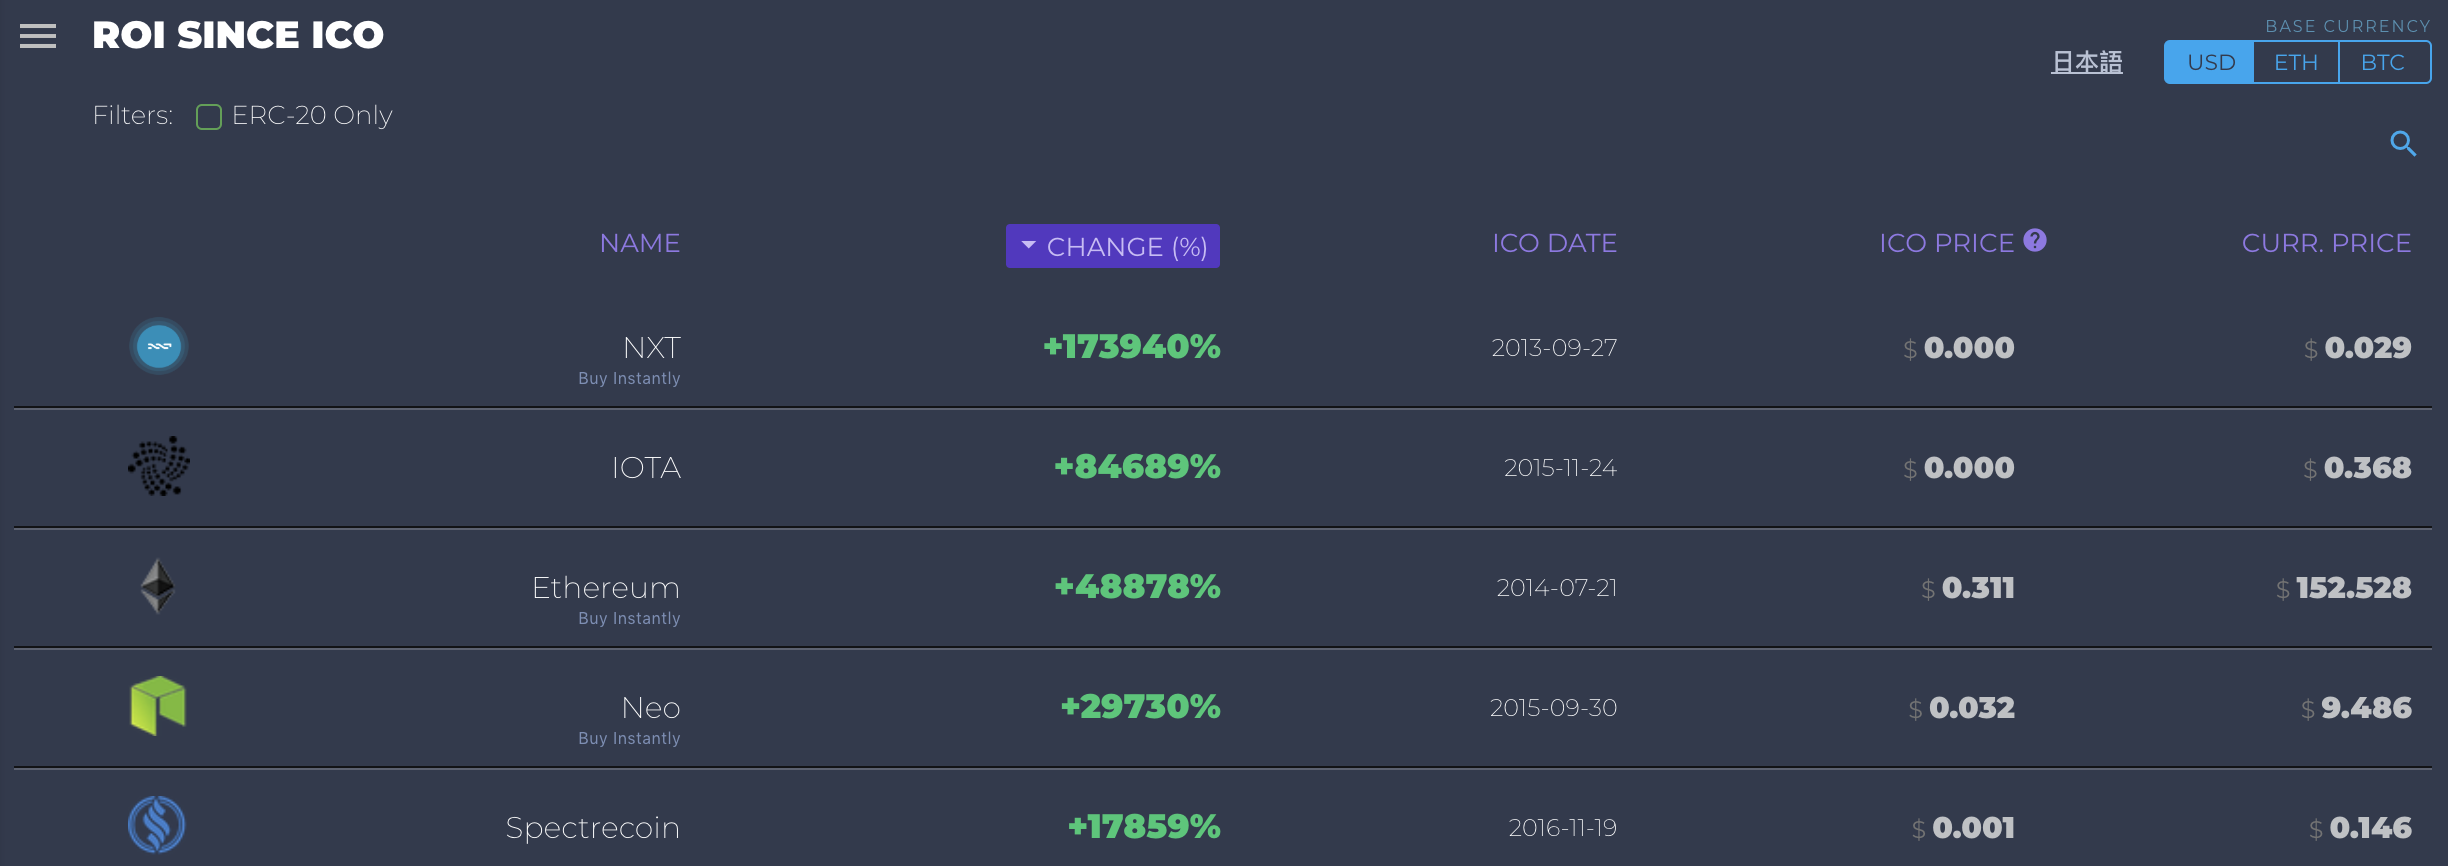 ROI SINCE ICO
BASE CURRENCY
日本語
USD ETH BTC
Filters: ERC-20 Only
NAME CHANGE (%) ICO DATE ICO PRICE ? CURR. PRICE
NXT +173940% 2013-09-27 $ 0.000 $ 0.029
Buy Instantly
IOTA +84689% 2015-11-24 $ 0.000 $ 0.368
Ethereum +48878% 2014-07-21 $ 0.311 $ 152.528
Buy Instantly
Neo +29730% 2015-09-30 $ 0.032 $ 9.486
Buy Instantly
Spectrecoin +17859% 2016-11-19 $ 0.001 $ 0.146